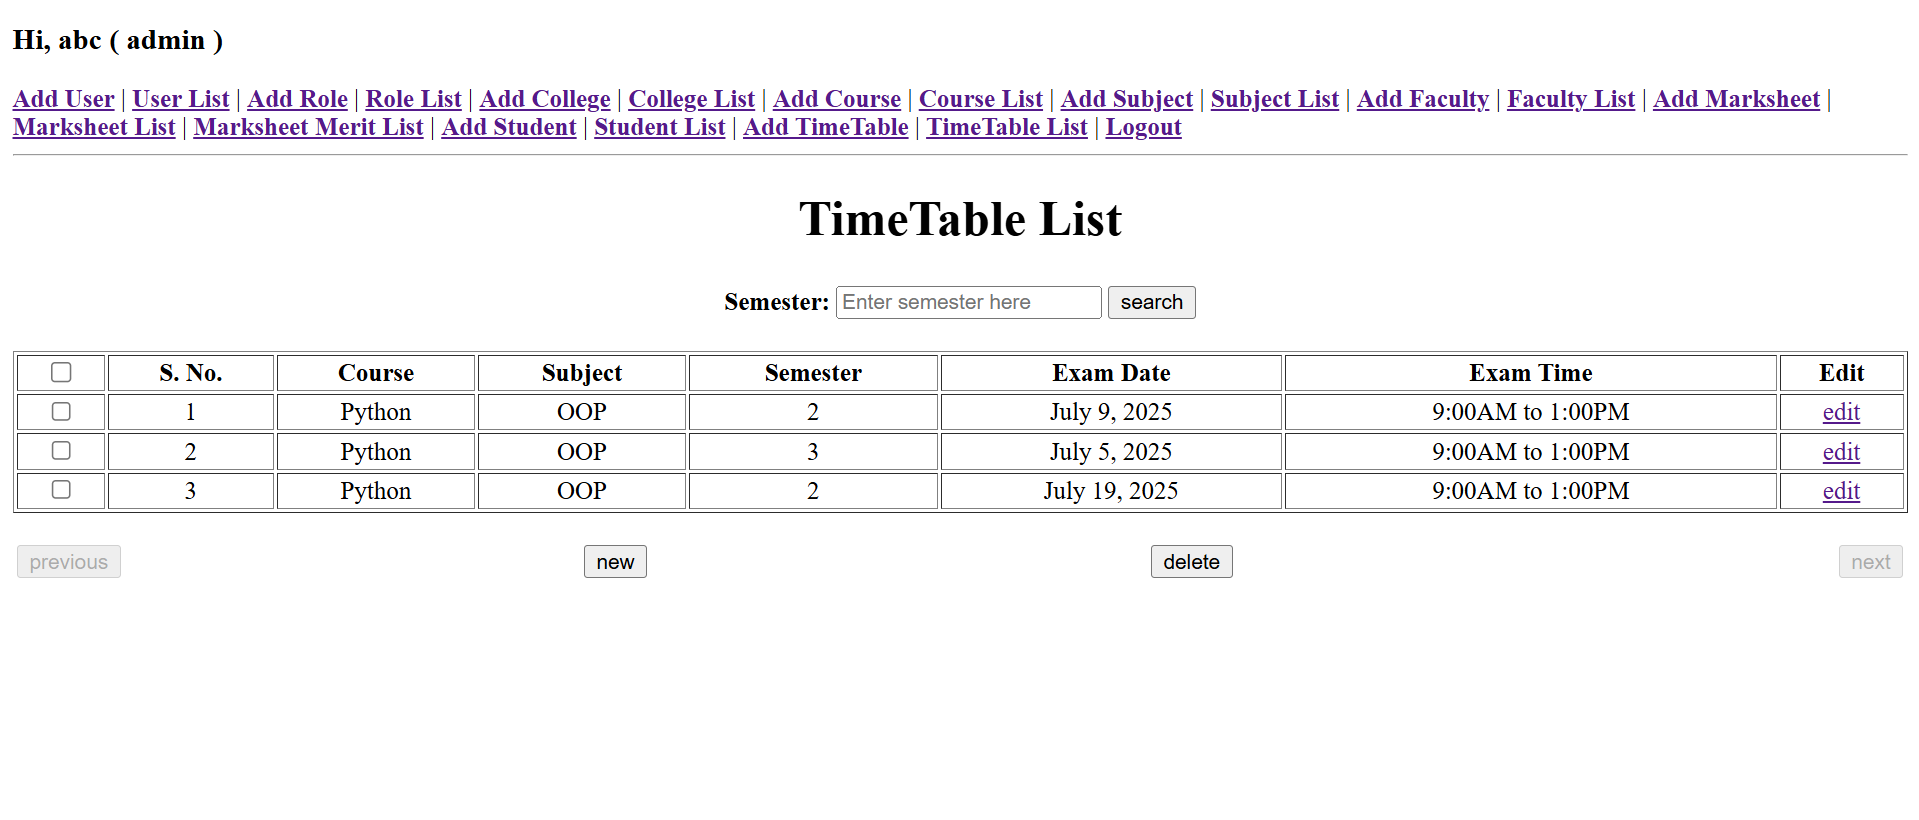 Hi, abc ( admin )
Add User | User List | Add Role | Role List | Add College | College List | Add Course | Course List | Add Subject | Subject List | Add Faculty | Faculty List | Add Marksheet |
Marksheet List | Marksheet Merit List | Add Student | Student List | Add TimeTable | TimeTable List | Logout
TimeTable List
Semester: Enter semester here search
S. No. Course Subject Semester Exam Date Exam Time Edit
1 Python OOP 2 July 9, 2025 9:00AM to 1:00PM edit
2 Python OOP 3 July 5, 2025 9:00AM to 1:00PM edit
3 Python OOP 2 July 19, 2025 9:00AM to 1:00PM edit
previous new delete next